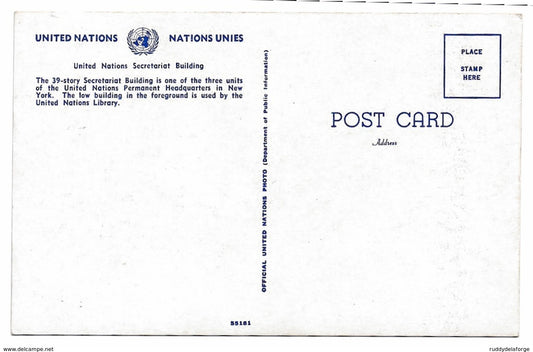 UNITED NATIONS NATIONS UNIES
United Nations Secretariat Building
The 39-story Secretariat Building is one of the three units
of the United Nations Permanent Headquarters in New
York. The low building in the foreground is used by the
United Nations Library.
OFFICIAL UNITED NATIONS PHOTO (Department of Public Information)
PLACE
STAMP
HERE
POST CARD
Address
55161
www.delcampe.net
ruddydelaforge